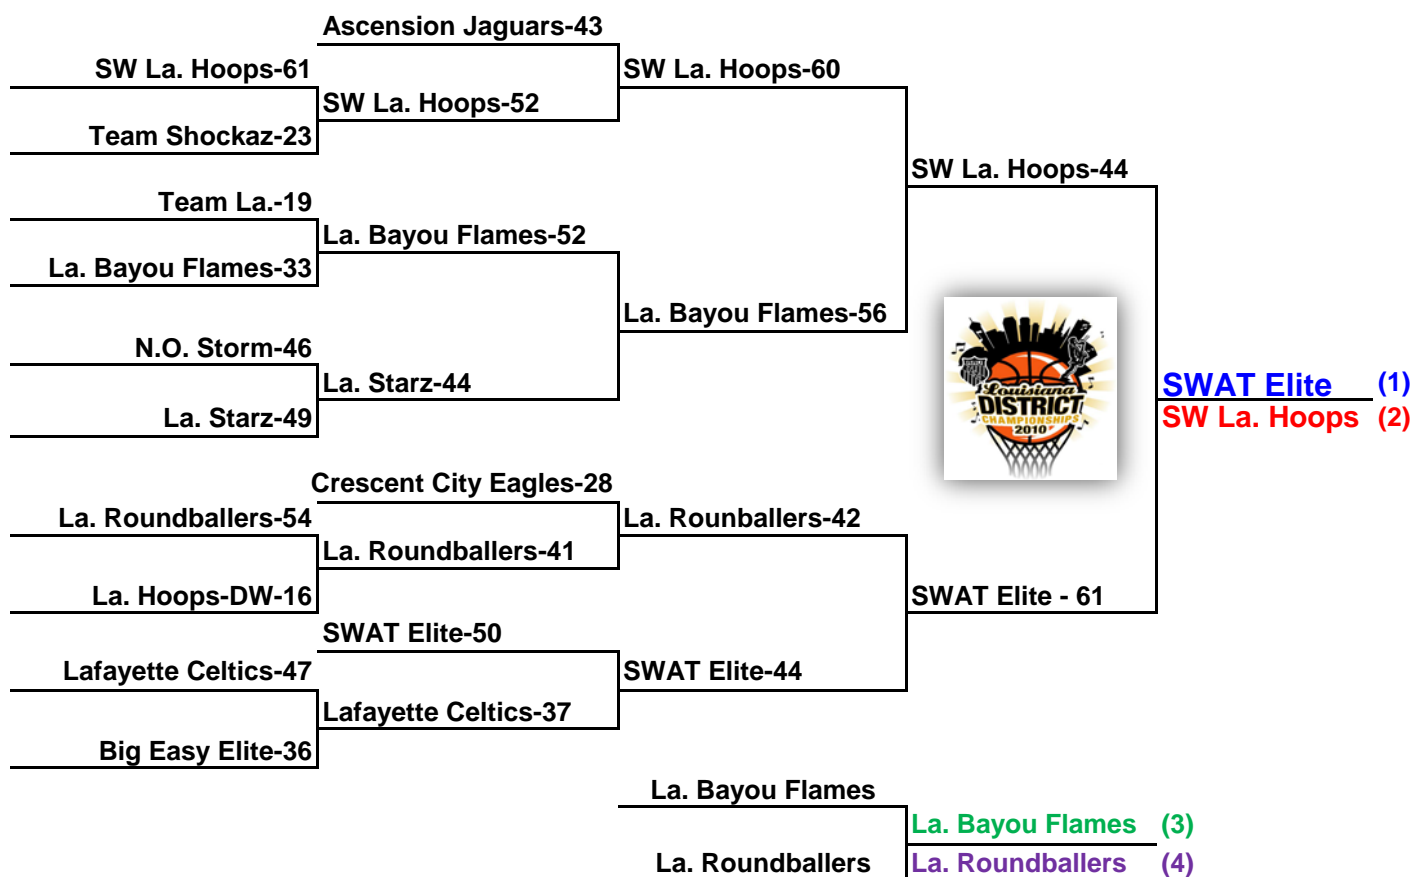 Ascension Jaguars-43
SW La. Hoops-61
SW La. Hoops-60
SW La. Hoops-52
Team Shockaz-23
SW La. Hoops-44
Team La.-19
La. Bayou Flames-52
La. Bayou Flames-33
La. Bayou Flames-56
N.O. Storm-46
La. Starz-44
La. Starz-49
Louisiana
DISTRICT
CHAMPIONSHIPS
2010
SWAT Elite (1)
SW La. Hoops (2)
Crescent City Eagles-28
La. Roundballers-54
La. Rounballers-42
La. Roundballers-41
La. Hoops-DW-16
SWAT Elite - 61
SWAT Elite-50
Lafayette Celtics-47
SWAT Elite-44
Lafayette Celtics-37
Big Easy Elite-36
La. Bayou Flames
La. Bayou Flames (3)
La. Roundballers
La. Roundballers (4)